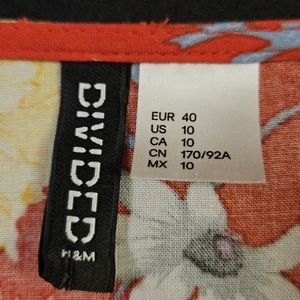 DIVIDED
H&M
EUR 40
US 10
CA 10
CN 170/92A
MX 10